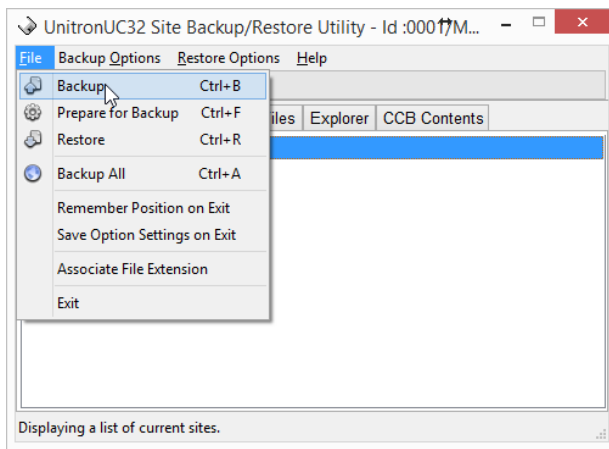 UnitronUC32 Site Backup/Restore Utility - Id :000 /M...
File Backup Options Restore Options Help
Backup Ctrl+B
Prepare for Backup Ctrl+F
iles Explorer CCB Contents
Restore Ctrl+R
Backup All Ctrl+A
Remember Position on Exit
Save Option Settings on Exit
Associate File Extension
Exit
Displaying a list of current sites.